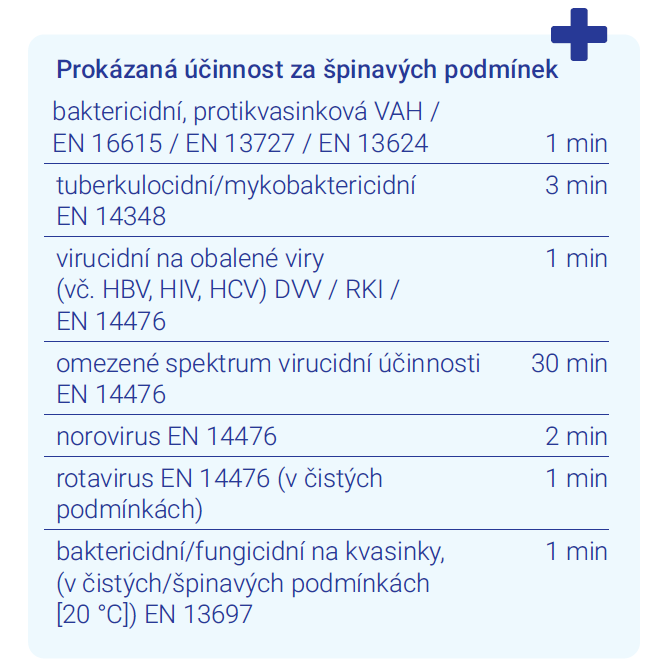 Prokázaná účinnost za špinavých podmínek
baktericidní, protikvasinková VAH /
EN 16615 / EN 13727 / EN 13624 1 min
tuberkulocidní/mykobaktericidní 3 min
EN 14348
virucidní na obalené viry 1 min
(vč. HBV, HIV, HCV) DVV / RKI /
EN 14476
omezené spektrum virucidní účinnosti 30 min
EN 14476
norovirus EN 14476 2 min
rotavirus EN 14476 (v čistých 1 min
podmínkách)
baktericidní/fungicidní na kvasinky, 1 min
(v čistých/špinavých podmínkách
[20 °C]) EN 13697